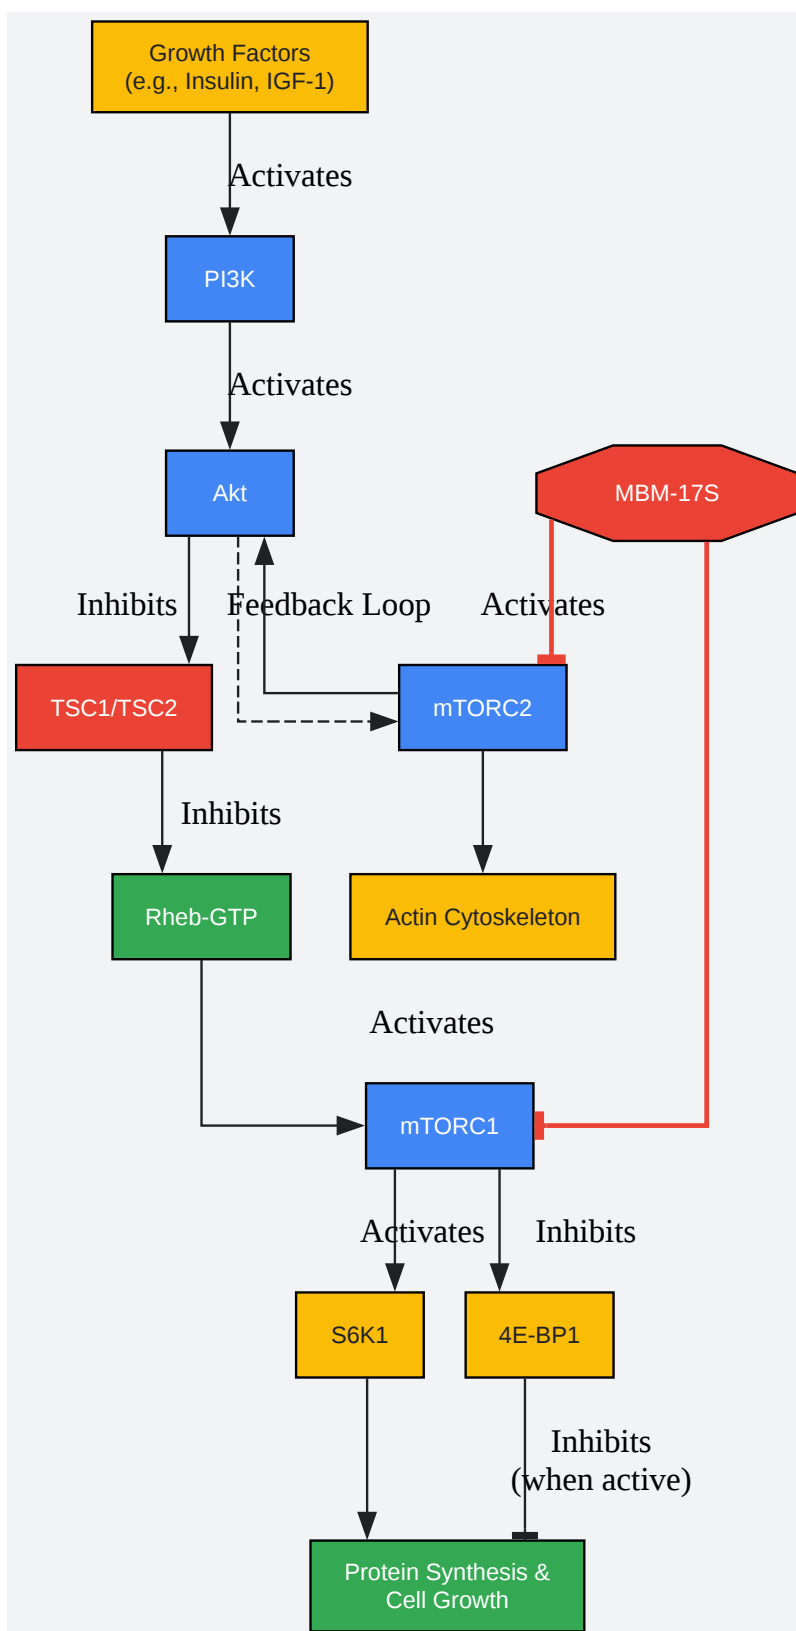 Growth Factors
(e.g., Insulin, IGF-1)
Activates
PI3K
Activates
Akt
MBM-17S
Inhibits
Feedback Loop
Activates
TSC1/TSC2
mTORC2
Inhibits
Rheb-GTP
Actin Cytoskeleton
Activates
mTORC1
Activates
Inhibits
S6K1
4E-BP1
Inhibits
(when active)
Protein Synthesis &
Cell Growth